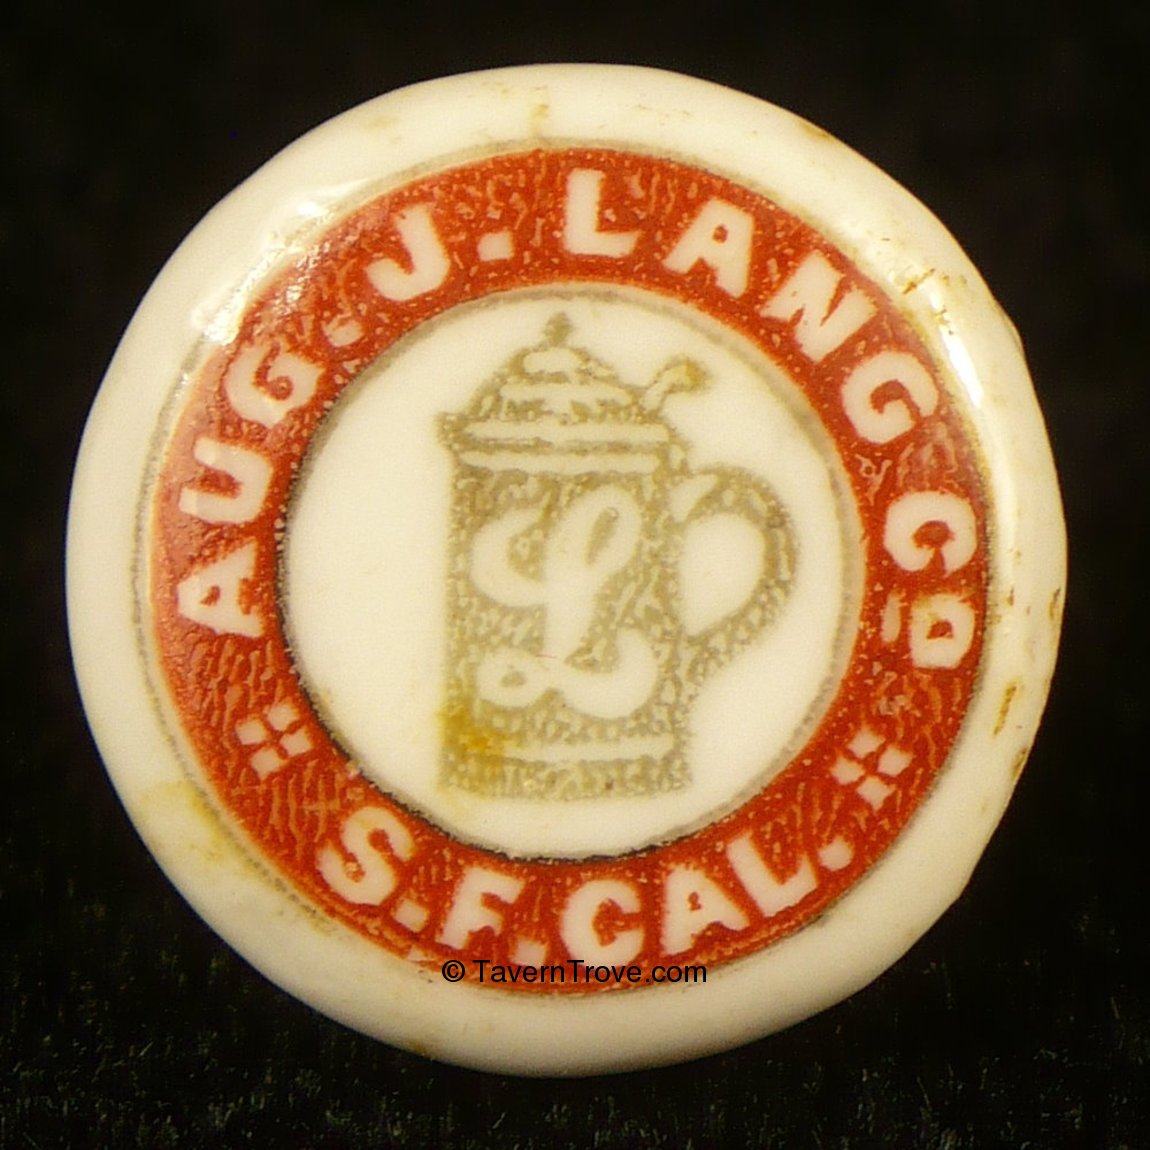 AUG. J. LANG CO
S.F. CAL.
L
© TavernTrove.com